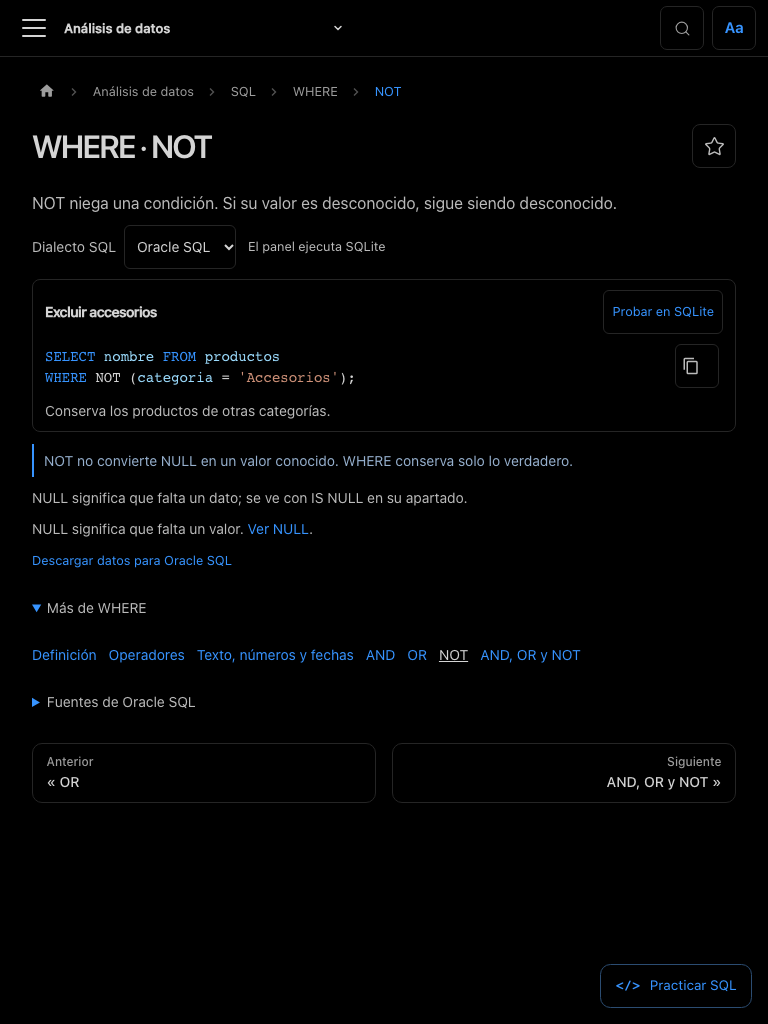 Análisis de datos
Aa
Análisis de datos > SQL > WHERE > NOT
WHERE · NOT
NOT niega una condición. Si su valor es desconocido, sigue siendo desconocido.
Dialecto SQL Oracle SQL El panel ejecuta SQLite
Excluir accesorios
Probar en SQLite
SELECT nombre FROM productos
WHERE NOT (categoria = 'Accesorios');
Conserva los productos de otras categorías.
NOT no convierte NULL en un valor conocido. WHERE conserva solo lo verdadero.
NULL significa que falta un dato; se ve con IS NULL en su apartado.
NULL significa que falta un valor. Ver NULL.
Descargar datos para Oracle SQL
Más de WHERE
Definición Operadores Texto, números y fechas AND OR NOT AND, OR y NOT
Fuentes de Oracle SQL
Anterior
« OR
Siguiente
AND, OR y NOT »
</> Practicar SQL